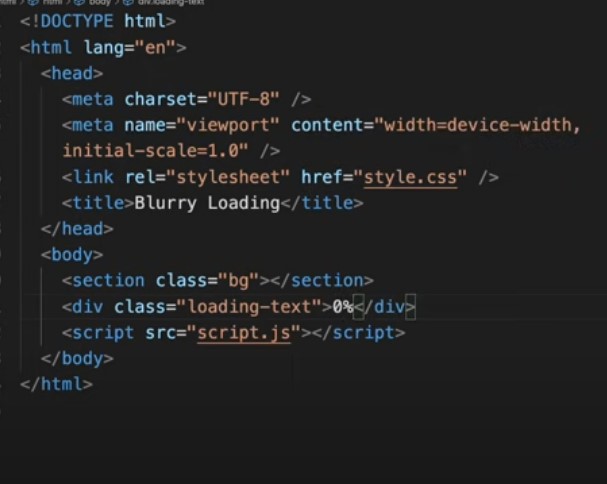 html > body > div.loading-text
<!DOCTYPE html>
<html lang="en">
<head>
<meta charset="UTF-8" />
<meta name="viewport" content="width=device-width,
initial-scale=1.0" />
<link rel="stylesheet" href="style.css" />
<title>Blurry Loading</title>
</head>
<body>
<section class="bg"></section>
<div class="loading-text">0%</div>
<script src="script.js"></script>
</body>
</html>